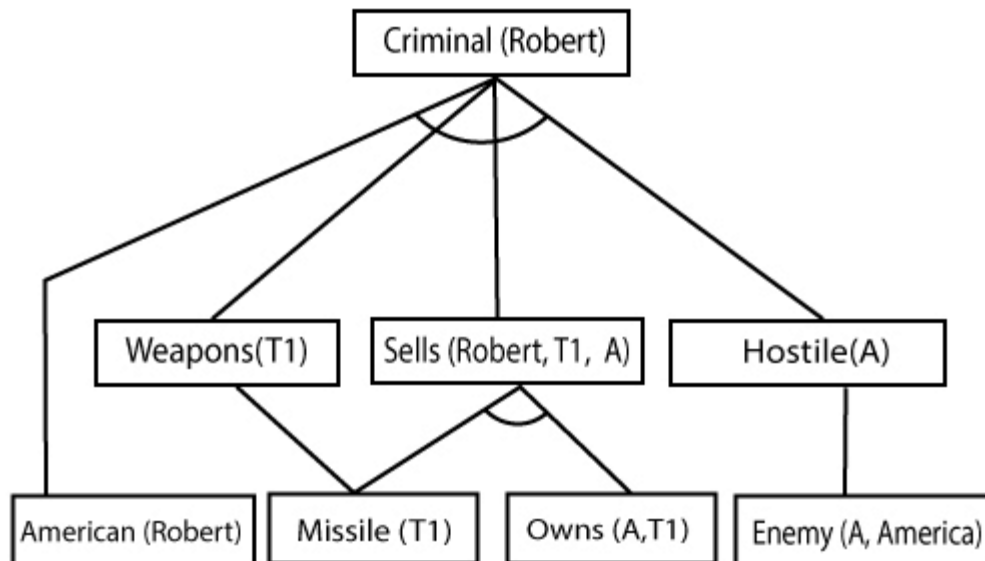 Criminal (Robert)
Weapons(T1)
Sells (Robert, T1, A)
Hostile(A)
American (Robert)
Missile (T1)
Owns (A,T1)
Enemy (A, America)